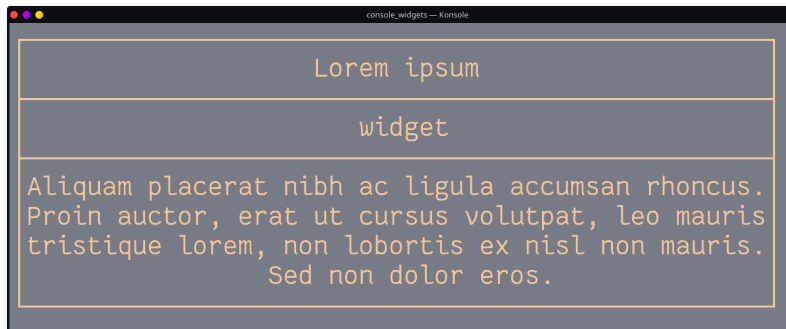 console_widgets — Konsole
Lorem ipsum
widget
Aliquam placerat nibh ac ligula accumsan rhoncus.
Proin auctor, erat ut cursus volutpat, leo mauris
tristique lorem, non lobortis ex nisl non mauris.
Sed non dolor eros.